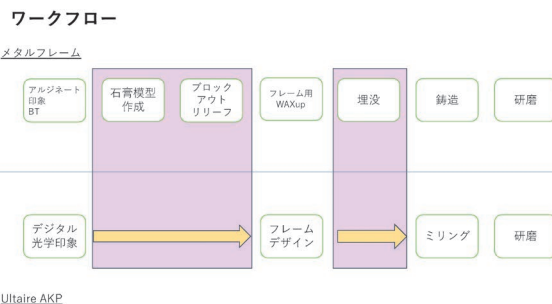 ワークフロー
メタルフレーム
アルジネート
印象
BT
石膏模型
作成
ブロック
アウト
リリーフ
フレーム用
WAXup
埋没
鋳造
研磨
デジタル
光学印象
フレーム
デザイン
ミリング
研磨
Ultaire AKP